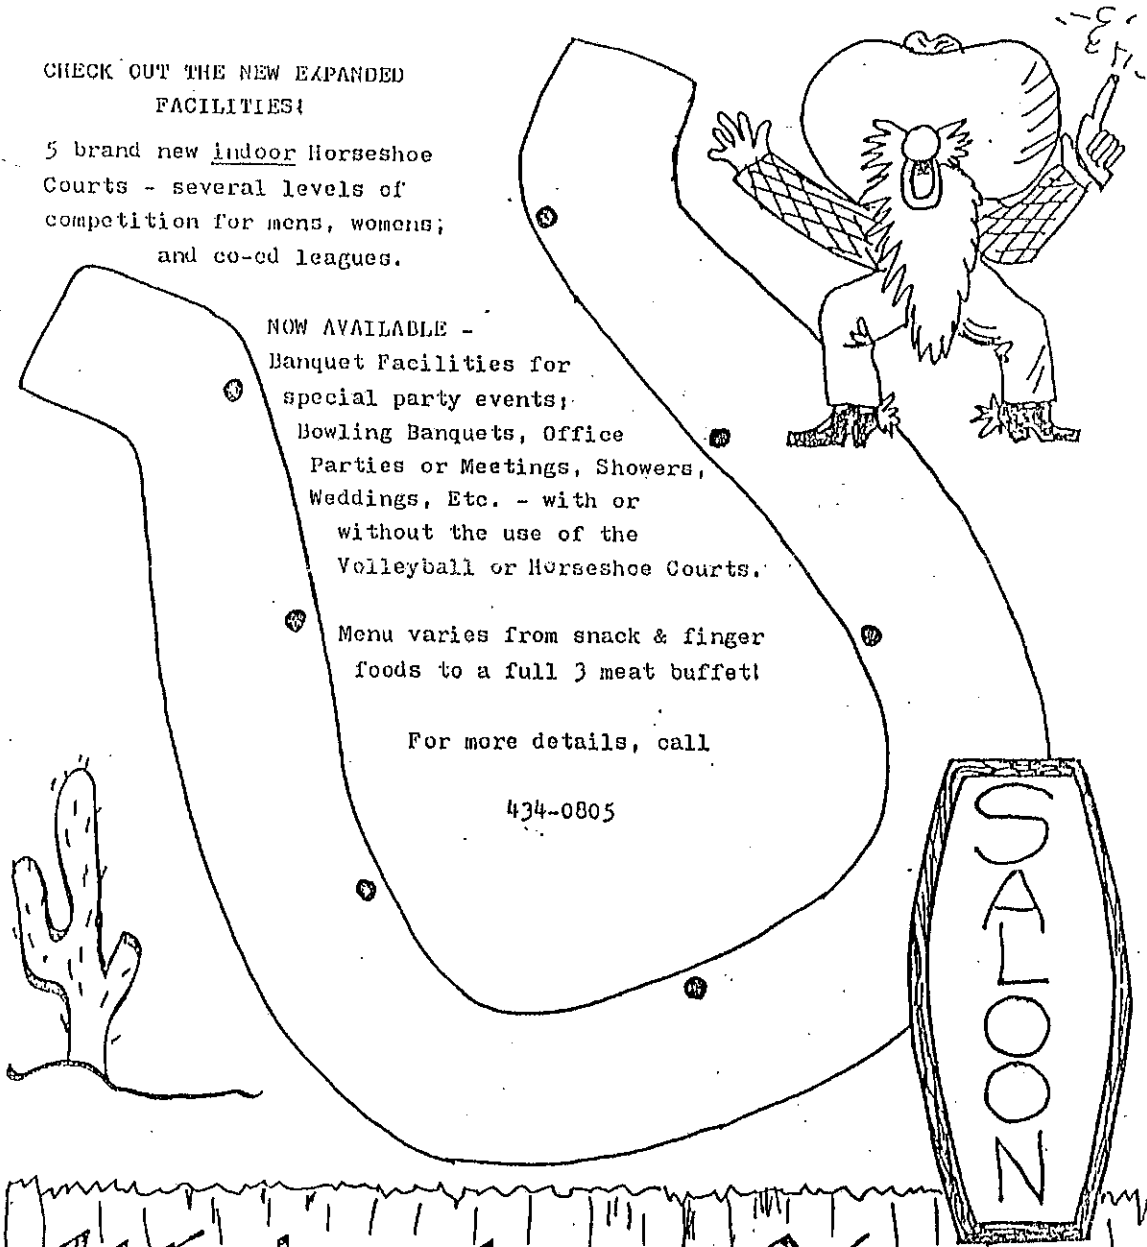 CHECK OUT THE NEW EXPANDED
FACILITIES!
5 brand new indoor Horseshoe
Courts - several levels of
competition for mens, womens;
and co-ed leagues.
NOW AVAILABLE -
Banquet Facilities for
special party events;
Bowling Banquets, Office
Parties or Meetings, Showers,
Weddings, Etc. - with or
without the use of the
Volleyball or Horseshoe Courts.
Menu varies from snack & finger
foods to a full 3 meat buffet!
For more details, call
434-0805
SALOON